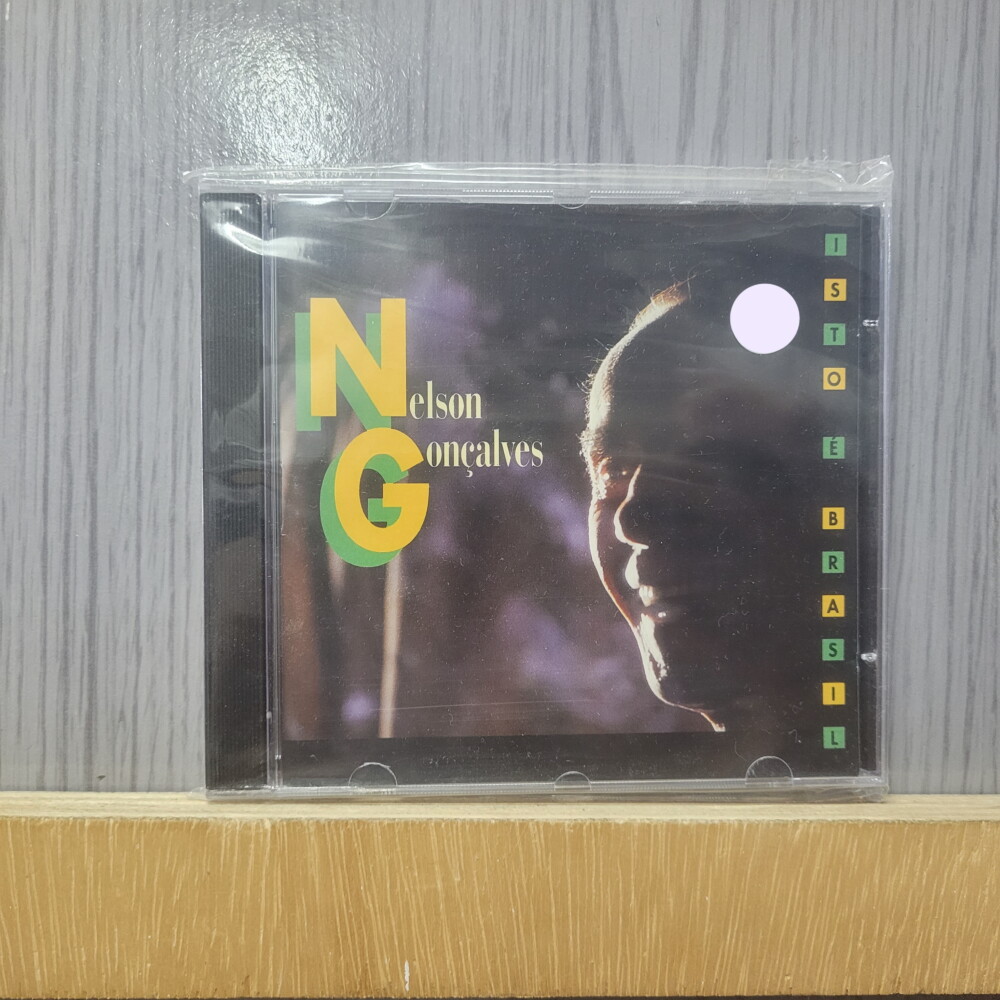 Nelson
Gonçalves
ISTO É BRASIL